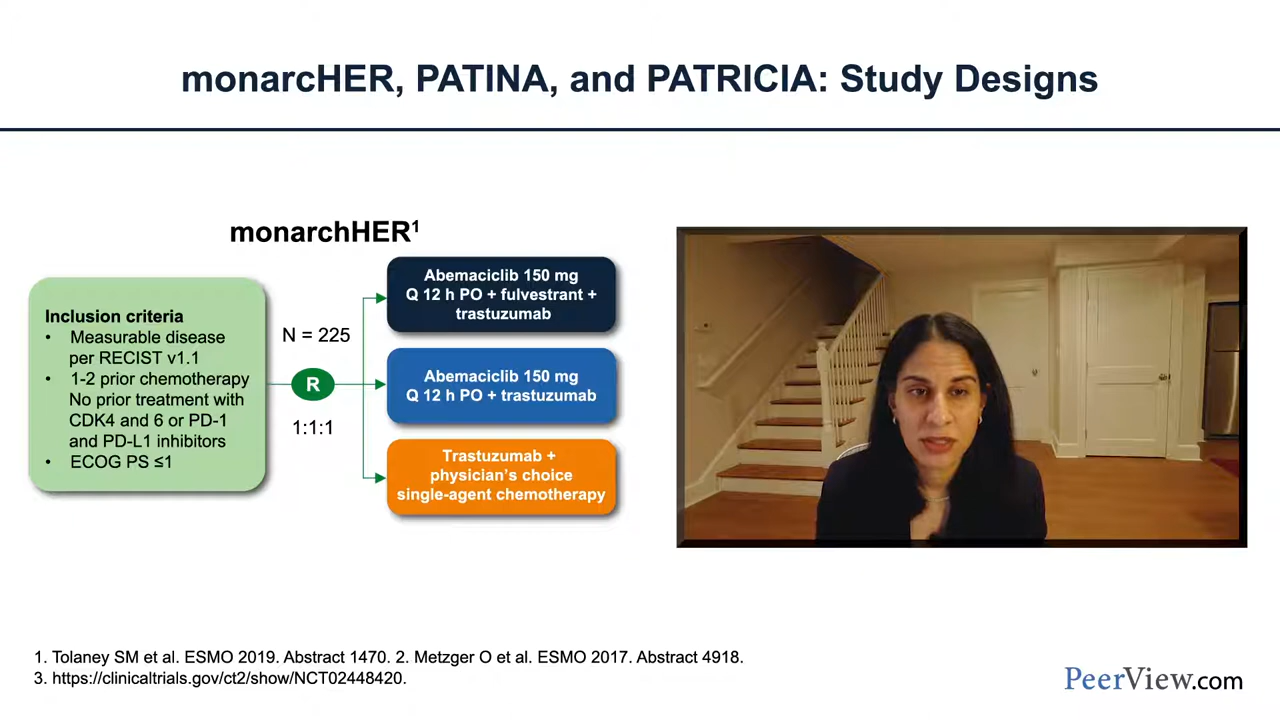 monarcHER, PATINA, and PATRICIA: Study Designs
monarchHER¹
Inclusion criteria
• Measurable disease
per RECIST v1.1
• 1-2 prior chemotherapy
No prior treatment with
CDK4 and 6 or PD-1
and PD-L1 inhibitors
• ECOG PS ≤1
N = 225
R
1:1:1
Abemaciclib 150 mg
Q 12 h PO + fulvestrant +
trastuzumab
Abemaciclib 150 mg
Q 12 h PO + trastuzumab
Trastuzumab +
physician's choice
single-agent chemotherapy
1. Tolaney SM et al. ESMO 2019. Abstract 1470. 2. Metzger O et al. ESMO 2017. Abstract 4918.
3. https://clinicaltrials.gov/ct2/show/NCT02448420.
PeerView.com